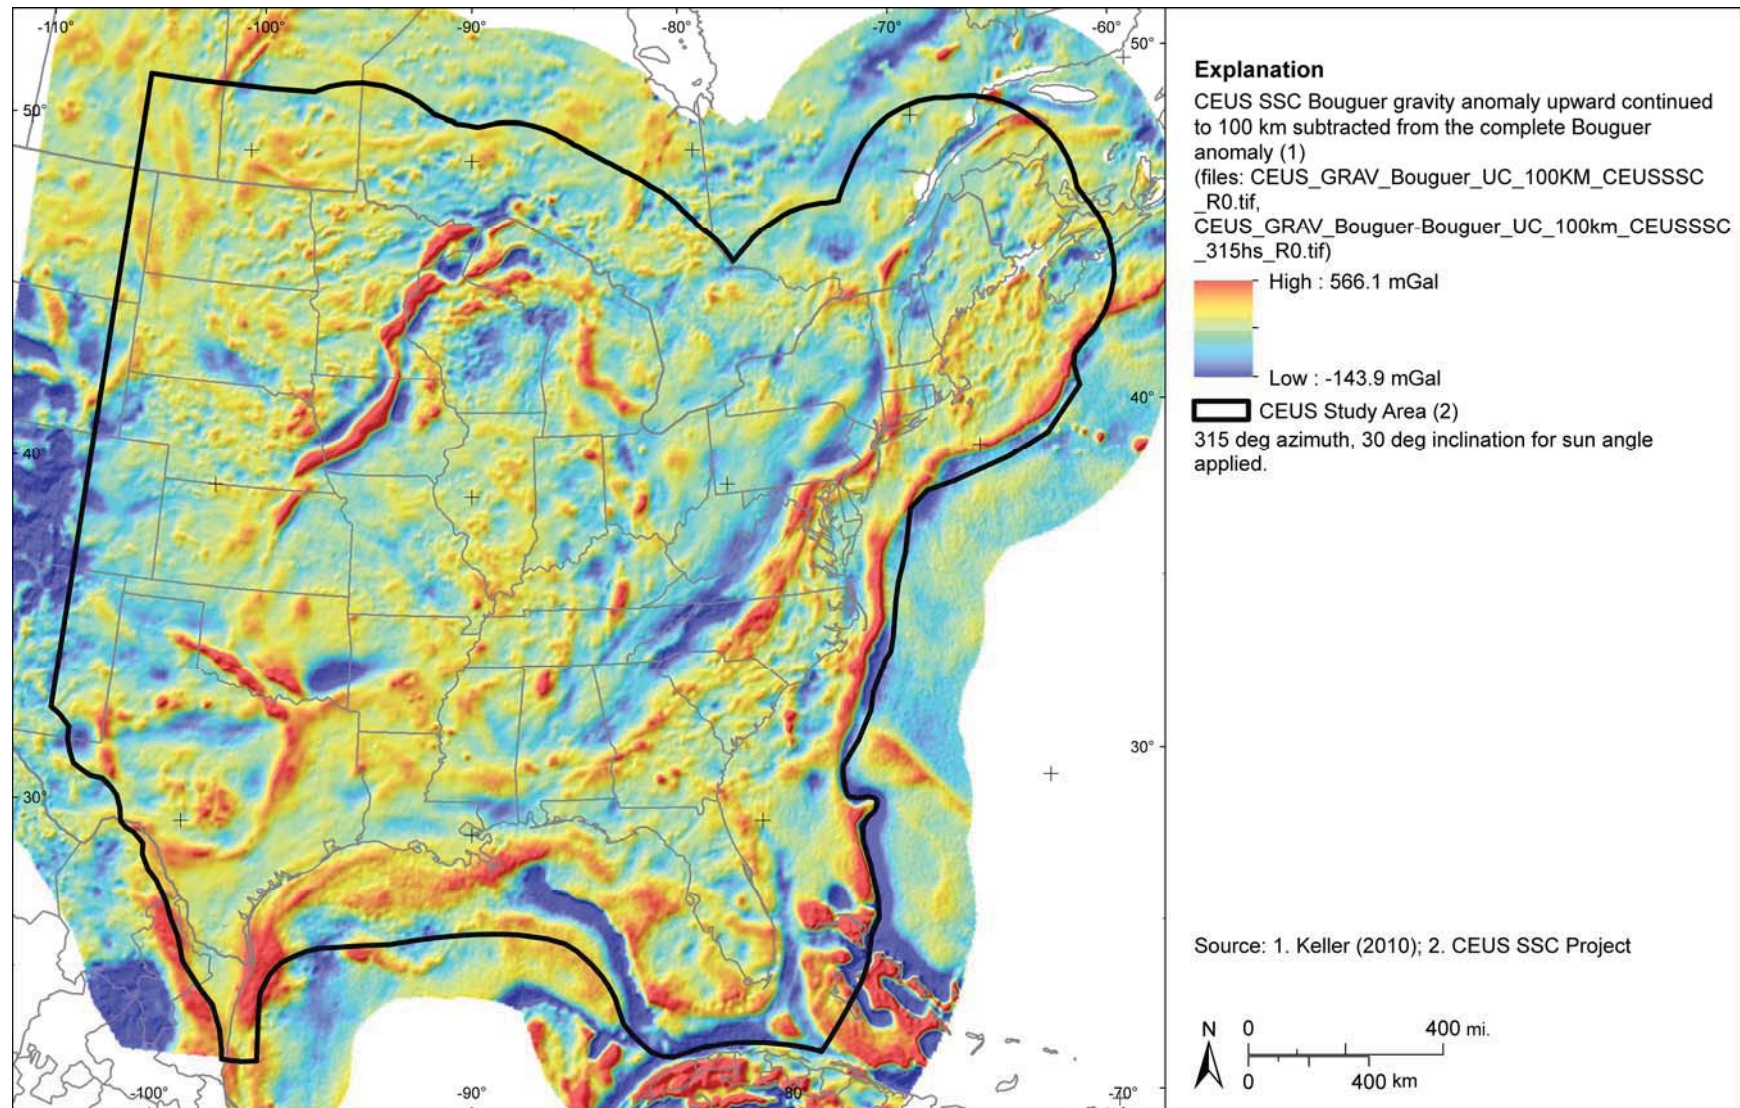 -110° -100° -90° -80° -70° -60°
50°
50°
40°
40°
30°
30°
-100° -90° -80° -70°
Explanation
CEUS SSC Bouguer gravity anomaly upward continued
to 100 km subtracted from the complete Bouguer
anomaly (1)
(files: CEUS_GRAV_Bouguer_UC_100KM_CEUSSSC
_R0.tif,
CEUS_GRAV_Bouguer-Bouguer_UC_100km_CEUSSSC
_315hs_R0.tif)
High : 566.1 mGal
Low : -143.9 mGal
CEUS Study Area (2)
315 deg azimuth, 30 deg inclination for sun angle
applied.
Source: 1. Keller (2010); 2. CEUS SSC Project
N 0 400 mi.
0 400 km